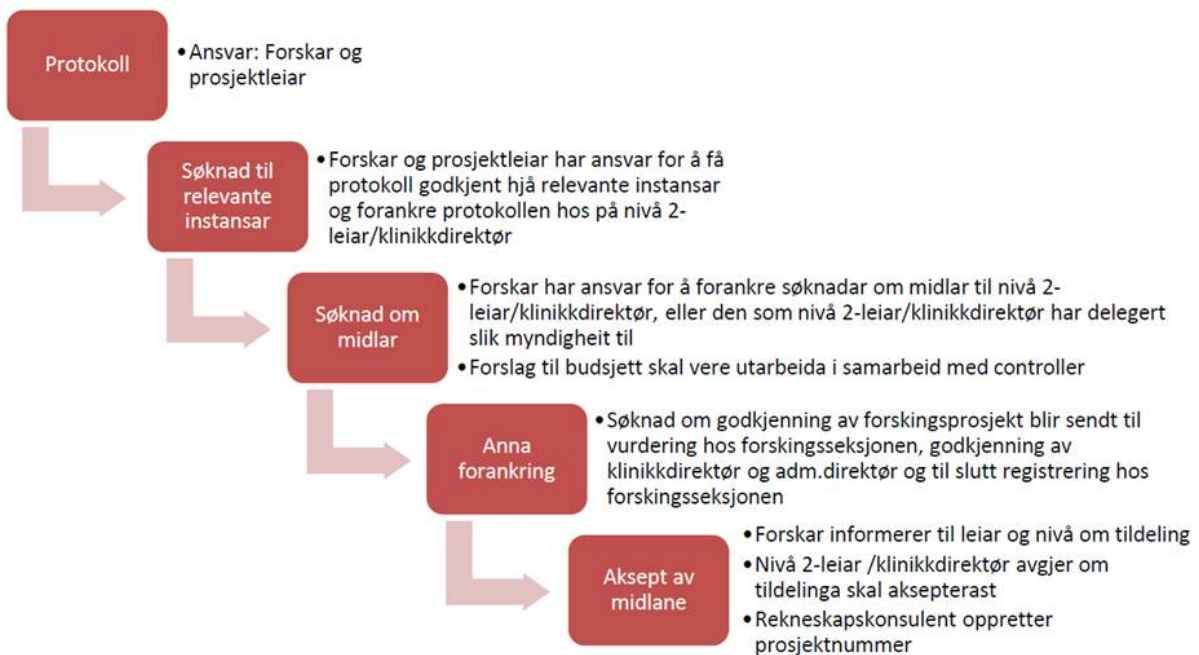 Protokoll
•Ansvar: Forskar og
prosjektleiar
Søknad til
relevante
instansar
•Forskar og prosjektleiar har ansvar for å få
protokoll godkjent hjå relevante instansar
og forankre protokollen hos på nivå 2-
leiar/klinikkdirektør
Søknad om
midlar
•Forskar har ansvar for å forankre søknadar om midlar til nivå 2-
leiar/klinikkdirektør, eller den som nivå 2-leiar/klinikkdirektør har delegert
slik myndigheit til
•Forslag til budsjett skal vere utarbeida i samarbeid med controller
Anna
forankring
•Søknad om godkjenning av forskingsprosjekt blir sendt til
vurdering hos forskingsseksjonen, godkjenning av
klinikkdirektør og adm.direktør og til slutt registrering hos
forskingsseksjonen
Aksept av
midlane
•Forskar informerer til leiar og nivå om tildeling
•Nivå 2-leiar /klinikkdirektør avgjer om
tildelinga skal aksepterast
•Rekneskapskonsulent oppretter
prosjektnummer